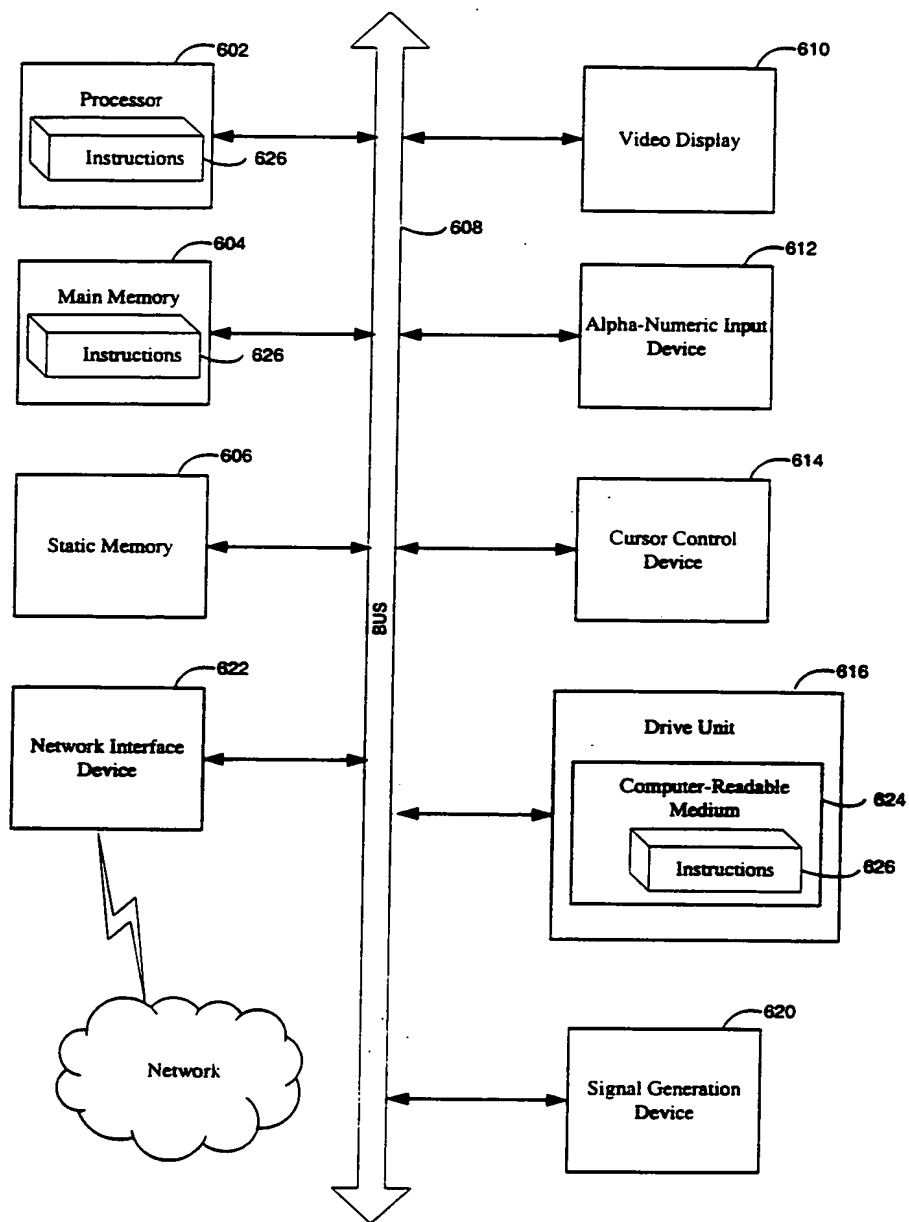 602
Processor
Instructions
626
604
Main Memory
Instructions
626
606
Static Memory
622
Network Interface
Device
Network
608
BUS
610
Video Display
612
Alpha-Numeric Input
Device
614
Cursor Control
Device
616
Drive Unit
Computer-Readable
Medium
624
Instructions
626
620
Signal Generation
Device